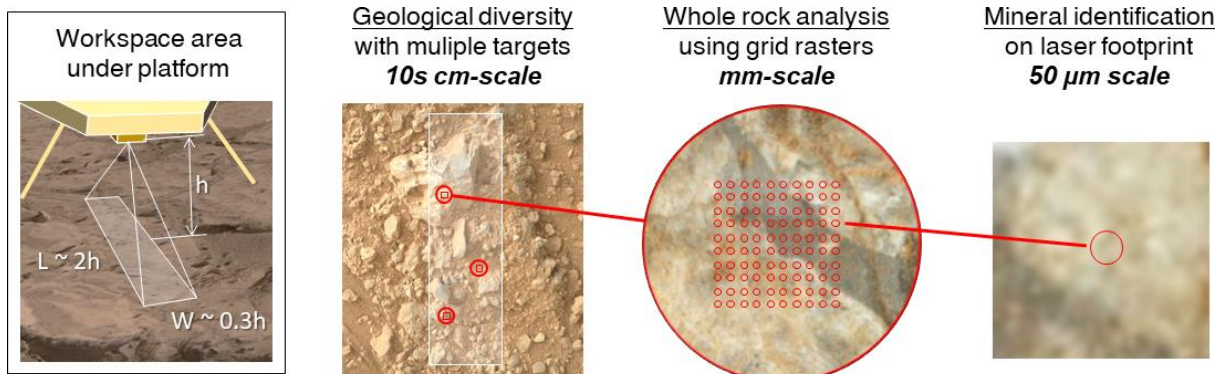 Workspace area
under platform
h
L ~ 2h
W ~ 0.3h
Geological diversity
with muliple targets
10s cm-scale
Whole rock analysis
using grid rasters
mm-scale
Mineral identification
on laser footprint
50 µm scale